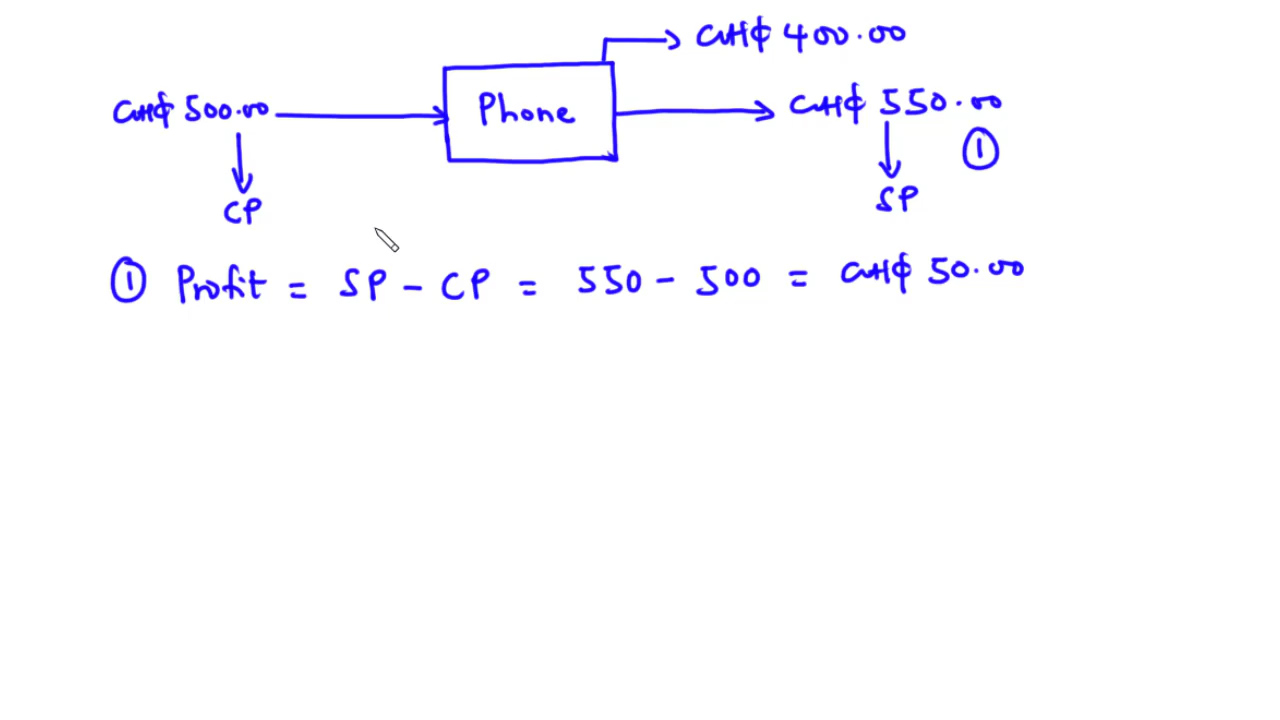 GH₵ 400.00
GH₵ 500.00 Phone GH₵ 550.00
①
CP SP
① Profit = SP - CP = 550 - 500 = GH₵ 50.00